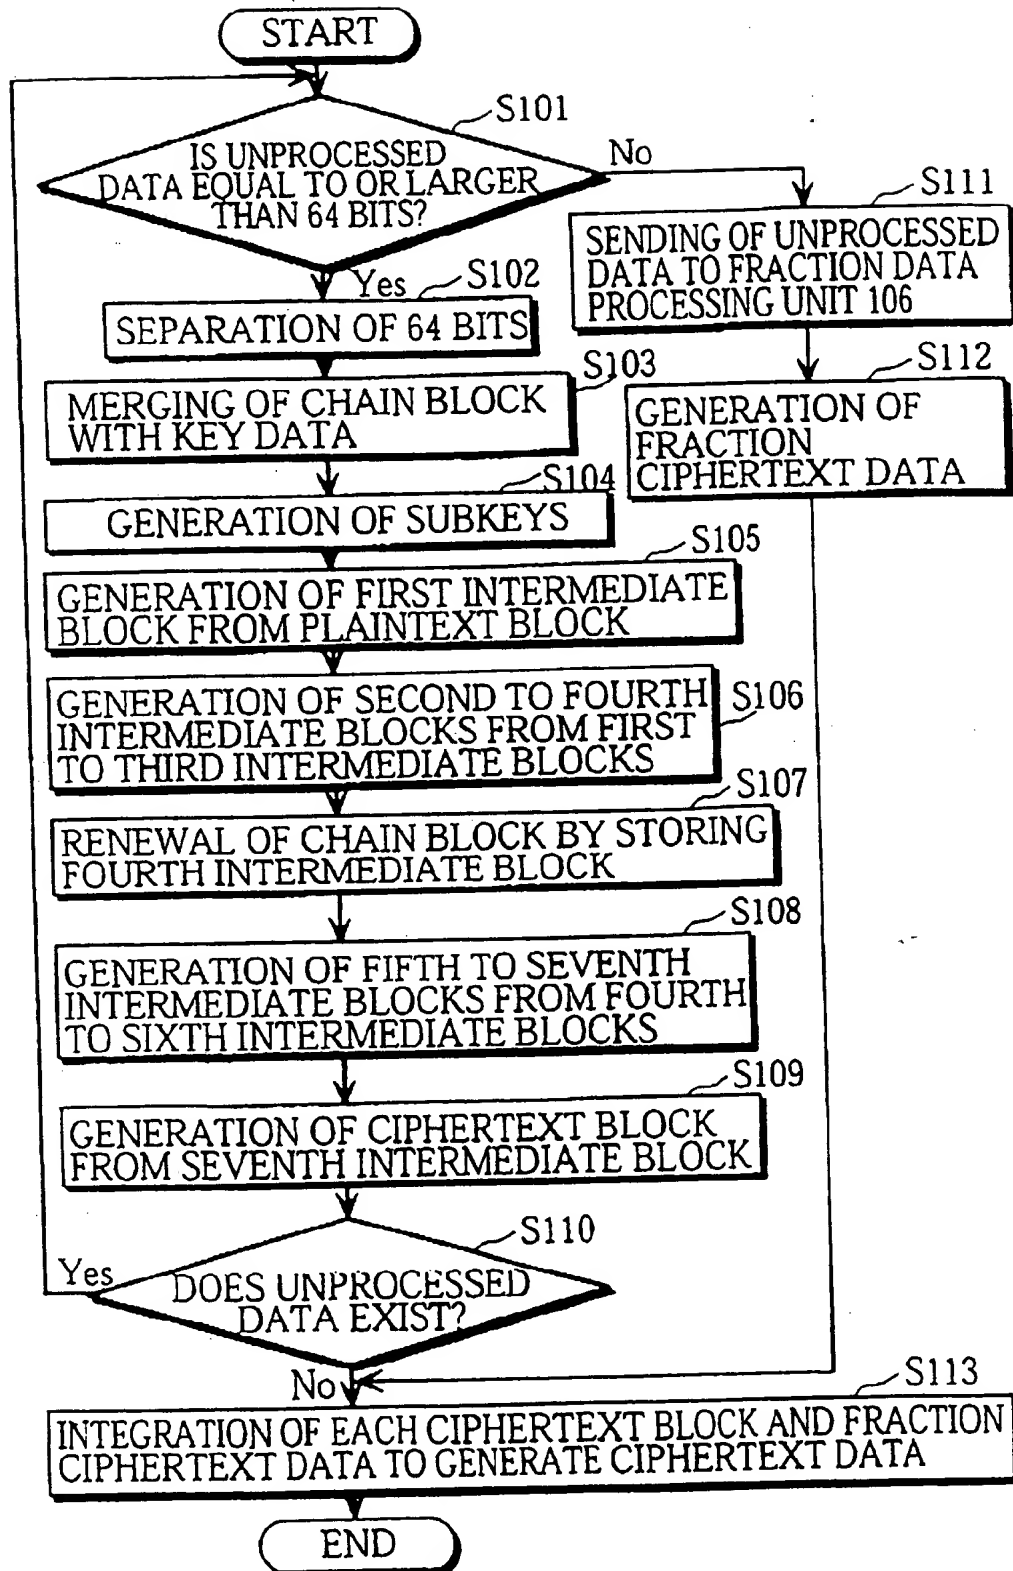 START
S101
IS UNPROCESSED
DATA EQUAL TO OR LARGER
THAN 64 BITS?
No
Yes
S111
SENDING OF UNPROCESSED
DATA TO FRACTION DATA
PROCESSING UNIT 106
S102
SEPARATION OF 64 BITS
S112
GENERATION OF
FRACTION
CIPHERTEXT DATA
S103
MERGING OF CHAIN BLOCK
WITH KEY DATA
S104
GENERATION OF SUBKEYS
S105
GENERATION OF FIRST INTERMEDIATE
BLOCK FROM PLAINTEXT BLOCK
S106
GENERATION OF SECOND TO FOURTH
INTERMEDIATE BLOCKS FROM FIRST
TO THIRD INTERMEDIATE BLOCKS
S107
RENEWAL OF CHAIN BLOCK BY STORING
FOURTH INTERMEDIATE BLOCK
S108
GENERATION OF FIFTH TO SEVENTH
INTERMEDIATE BLOCKS FROM FOURTH
TO SIXTH INTERMEDIATE BLOCKS
S109
GENERATION OF CIPHERTEXT BLOCK
FROM SEVENTH INTERMEDIATE BLOCK
S110
Yes
DOES UNPROCESSED
DATA EXIST?
No
S113
INTEGRATION OF EACH CIPHERTEXT BLOCK AND FRACTION
CIPHERTEXT DATA TO GENERATE CIPHERTEXT DATA
END